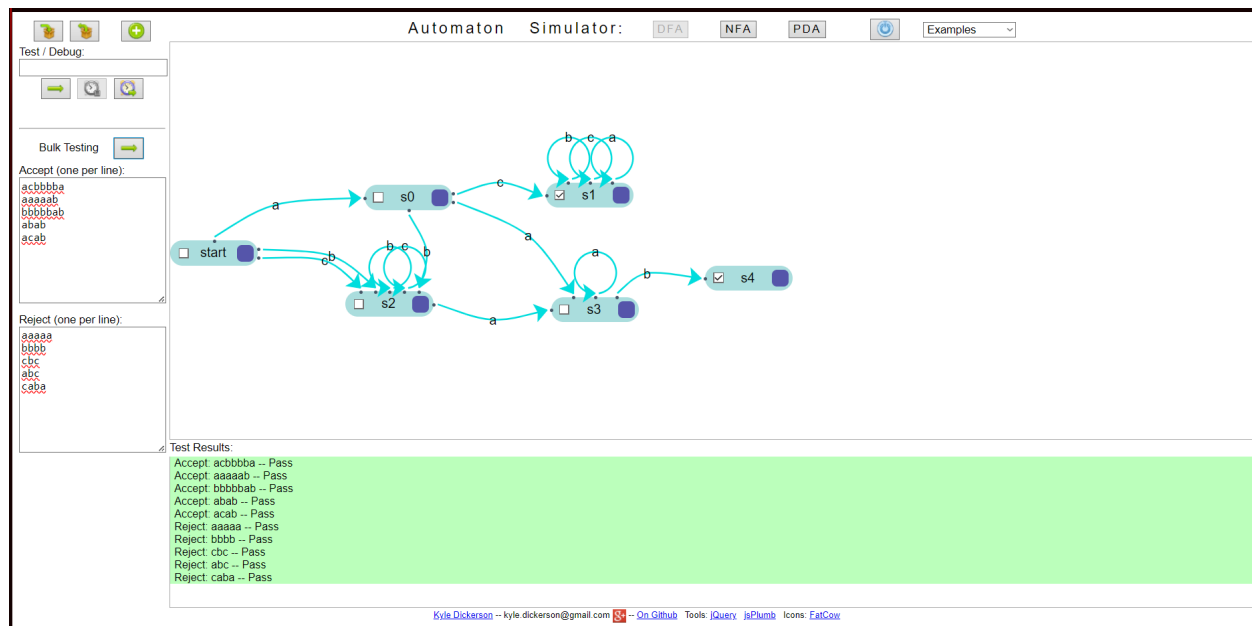 Automaton Simulator: DFA NFA PDA Examples
Test / Debug:
Bulk Testing
Accept (one per line):
acbbbba
aaaaab
bbbbbab
abab
acab
Reject (one per line):
aaaaa
bbbb
cbc
abc
caba
b c a
s0
c
s1
a
a
start
b c b
cb
a
s2
a
s3
b
s4
Test Results:
Accept: acbbbba -- Pass
Accept: aaaaab -- Pass
Accept: bbbbbab -- Pass
Accept: abab -- Pass
Accept: acab -- Pass
Reject: aaaaa -- Pass
Reject: bbbb -- Pass
Reject: cbc -- Pass
Reject: abc -- Pass
Reject: caba -- Pass
Kyle Dickerson -- kyle.dickerson@gmail.com g+ -- On Github Tools: jQuery jsPlumb Icons: FatCow